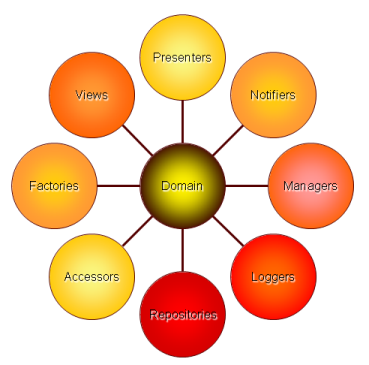 Presenters
Views
Notifiers
Factories
Domain
Managers
Accessors
Loggers
Repositories